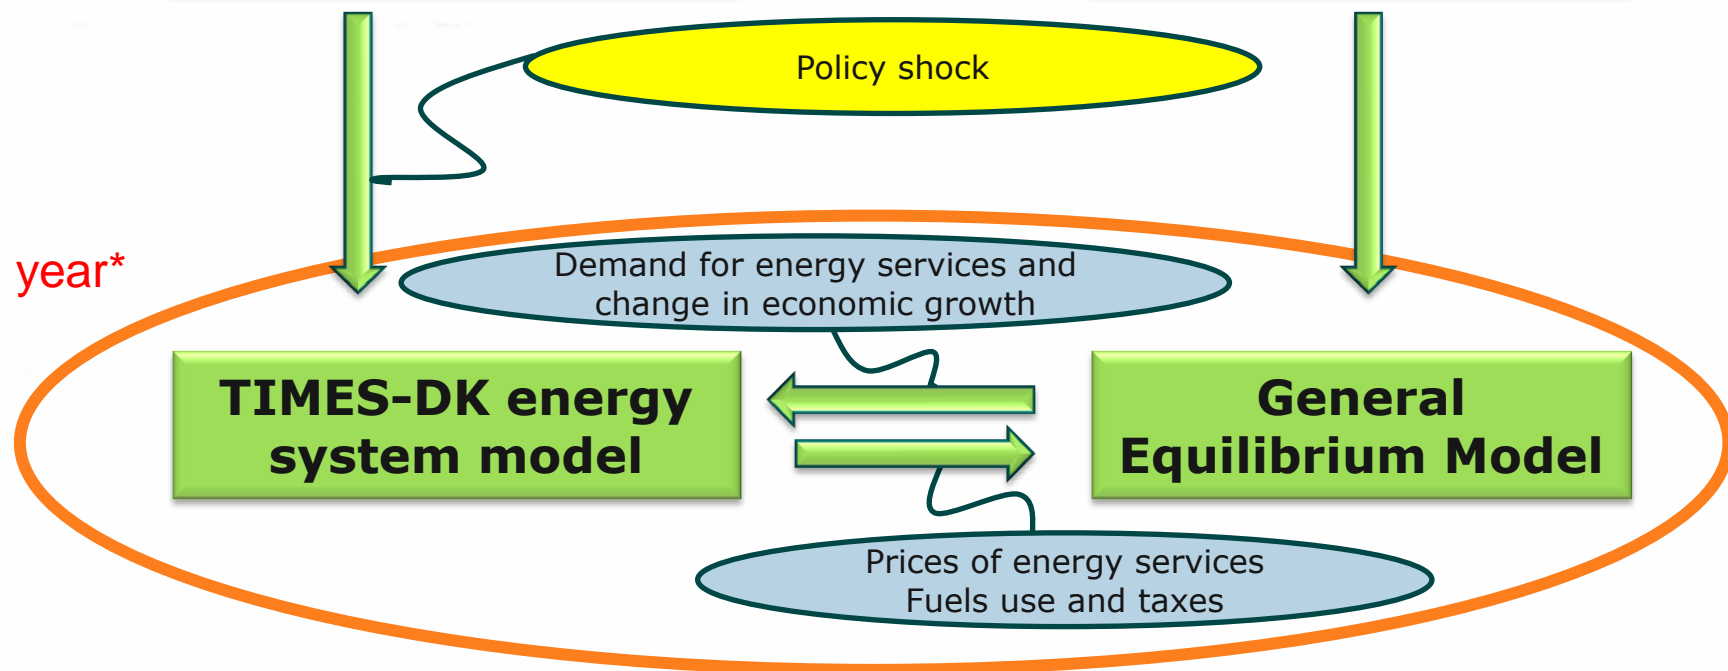 Policy shock
year*
Demand for energy services and
change in economic growth
TIMES-DK energy
system model
General
Equilibrium Model
Prices of energy services
Fuels use and taxes